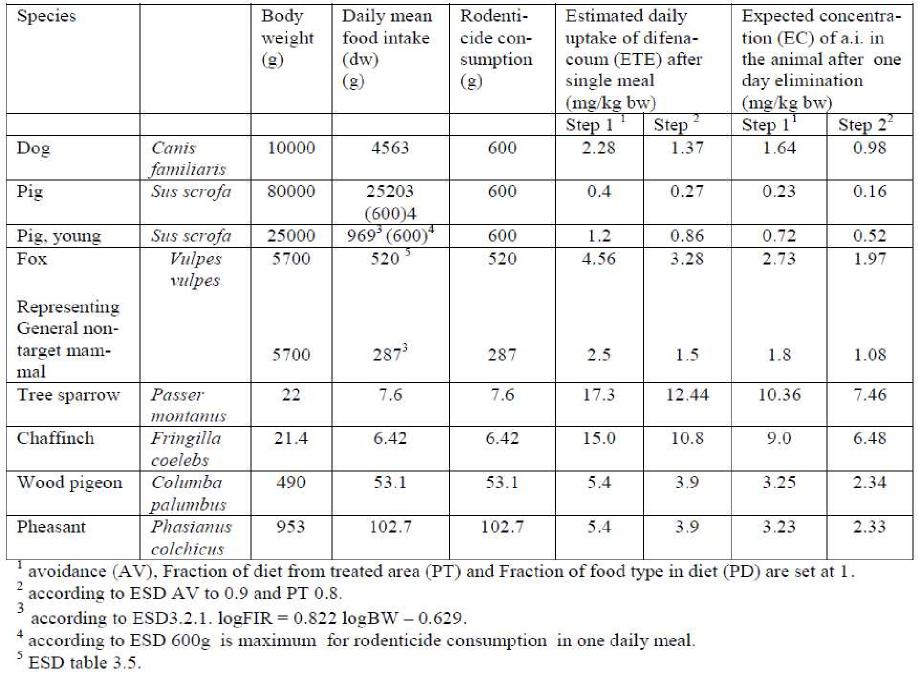 Species Body Daily mean Rodenti- Estimated daily Expected concentra-
weight food intake cide con- uptake of difena- tion (EC) of a.i. in
(g) (dw) sumption coum (ETE) after the animal after one
(g) (g) single meal day elimination
(mg/kg bw) (mg/kg bw)
Step 1 1 Step 2 Step 1 1 Step 2 2
Dog Canis 10000 4563 600 2.28 1.37 1.64 0.98
familiaris
Pig Sus scrofa 80000 25203 600 0.4 0.27 0.23 0.16
(600)4
Pig, young Sus scrofa 25000 969 3 (600) 4 600 1.2 0.86 0.72 0.52
Fox Vulpes 5700 520 5 520 4.56 3.28 2.73 1.97
vulpes
Representing
General non-
target mam- 5700 287 3 287 2.5 1.5 1.8 1.08
mal
Tree sparrow Passer 22 7.6 7.6 17.3 12.44 10.36 7.46
montanus
Chaffinch Fringilla 21.4 6.42 6.42 15.0 10.8 9.0 6.48
coelebs
Wood pigeon Columba 490 53.1 53.1 5.4 3.9 3.25 2.34
palumbus
Pheasant Phasianus 953 102.7 102.7 5.4 3.9 3.23 2.33
colchicus
1 avoidance (AV), Fraction of diet from treated area (PT) and Fraction of food type in diet (PD) are set at 1.
2 according to ESD AV to 0.9 and PT 0.8.
3 according to ESD3.2.1. logFIR = 0.822 logBW – 0.629.
4 according to ESD 600g is maximum for rodenticide consumption in one daily meal.
5 ESD table 3.5.